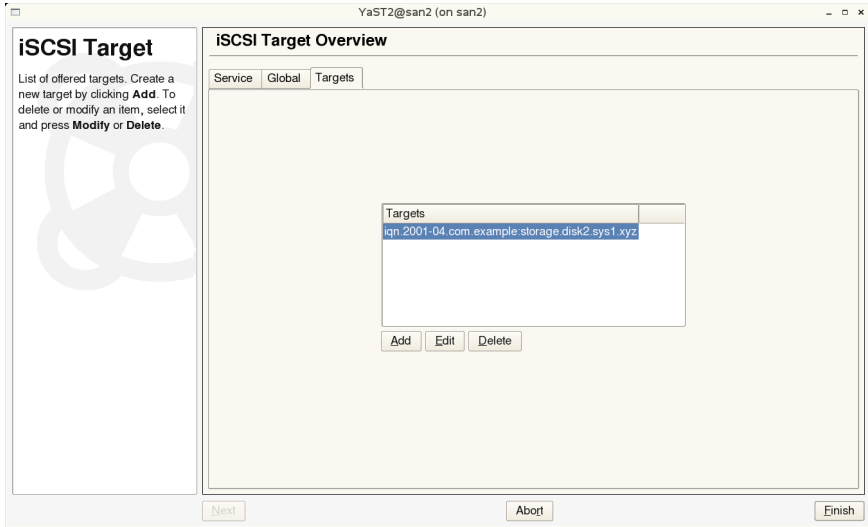 YaST2@san2 (on san2)
iSCSI Target
List of offered targets. Create a
new target by clicking Add. To
delete or modify an item, select it
and press Modify or Delete.
iSCSI Target Overview
Service Global Targets
Targets
iqn.2001-04.com.example:storage.disk2.sys1.xyz
Add Edit Delete
Next Abort Finish